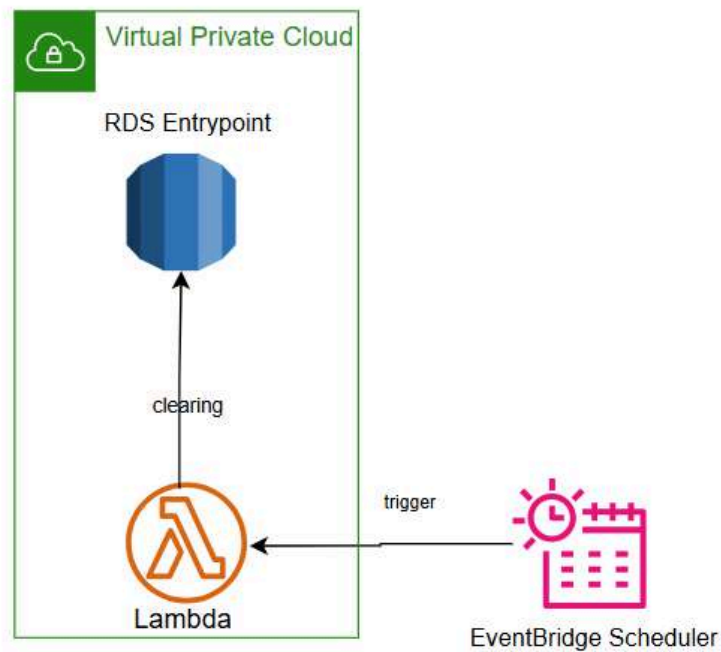 Virtual Private Cloud
RDS Entrypoint
clearing
trigger
Lambda
EventBridge Scheduler